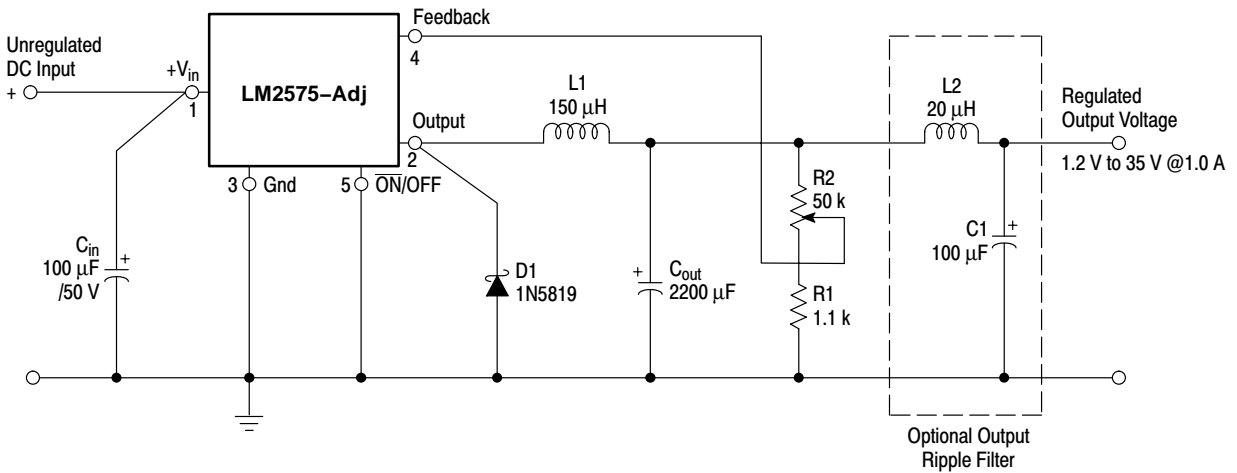 Feedback
4
Unregulated
DC Input
+
+Vin
1
LM2575–Adj
Output
2
3 Gnd
5 ON/OFF
L1
150 μH
L2
20 μH
Regulated
Output Voltage
1.2 V to 35 V @1.0 A
R2
50 k
Cin
100 μF
/50 V
+
D1
1N5819
+
Cout
2200 μF
R1
1.1 k
C1
100 μF
+
Optional Output
Ripple Filter